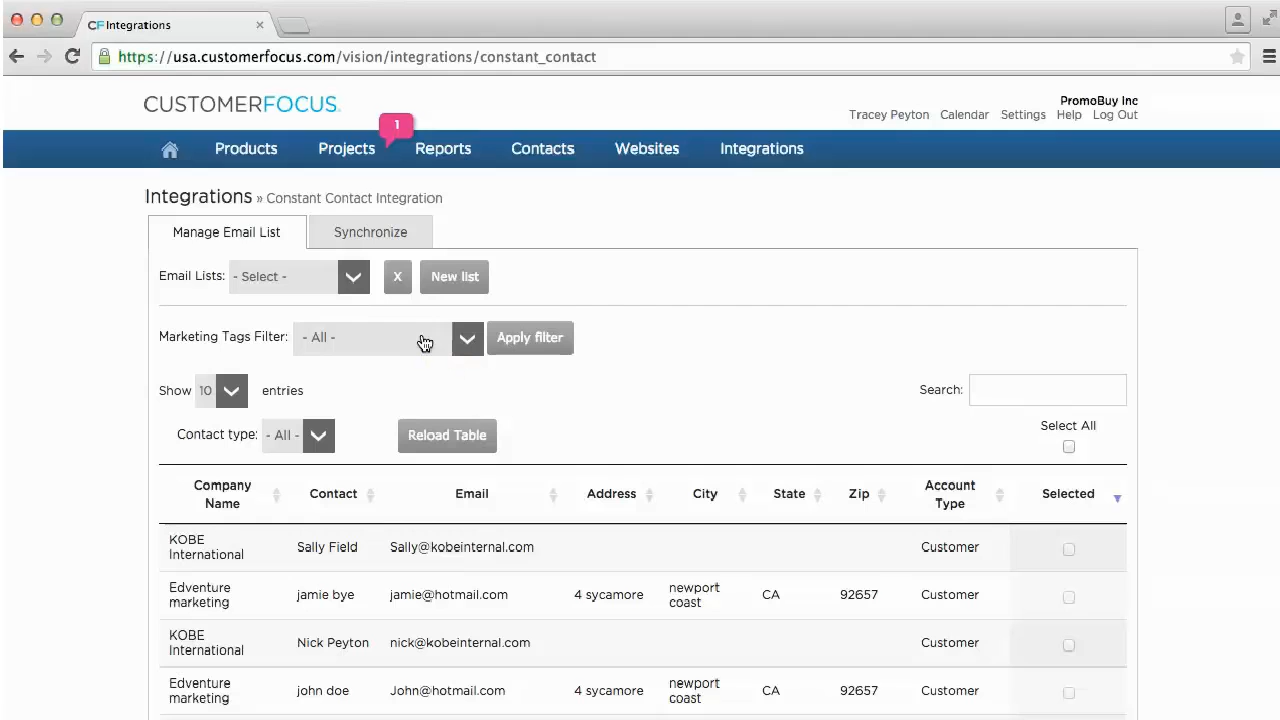 CFIntegrations
https://usa.customerfocus.com/vision/integrations/constant_contact
CUSTOMERFOCUS
PromoBuy Inc
Tracey Peyton Calendar Settings Help Log Out
1
Products Projects Reports Contacts Websites Integrations
Integrations » Constant Contact Integration
Manage Email List Synchronize
Email Lists: - Select - X New list
Marketing Tags Filter: - All - Apply filter
Show 10 entries Search:
Contact type: - All - Reload Table Select All
Company Name Contact Email Address City State Zip Account Type Selected
KOBE International Sally Field Sally@kobeinternal.com Customer
Edventure marketing jamie bye jamie@hotmail.com 4 sycamore newport coast CA 92657 Customer
KOBE International Nick Peyton nick@kobeinternal.com Customer
Edventure marketing john doe John@hotmail.com 4 sycamore newport coast CA 92657 Customer